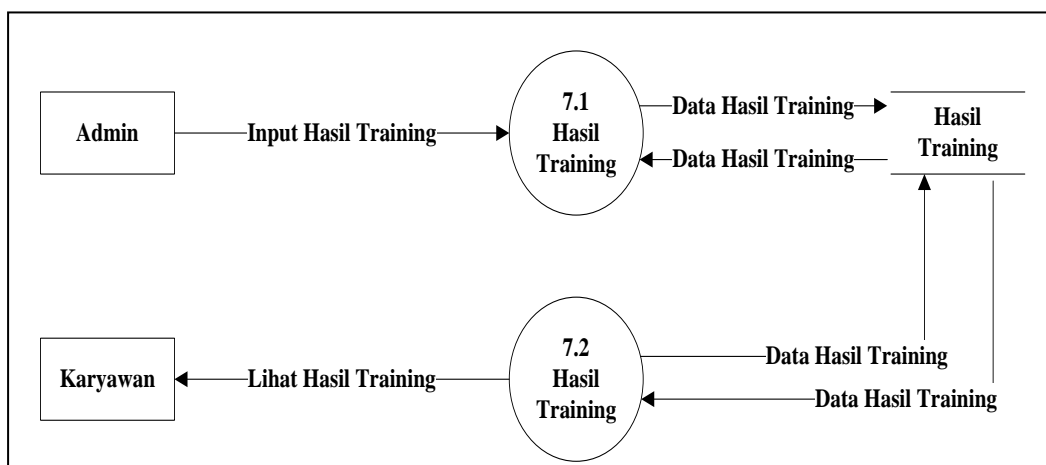 Admin
Input Hasil Training
7.1
Hasil
Training
Data Hasil Training
Data Hasil Training
Hasil
Training
Karyawan
Lihat Hasil Training
7.2
Hasil
Training
Data Hasil Training
Data Hasil Training